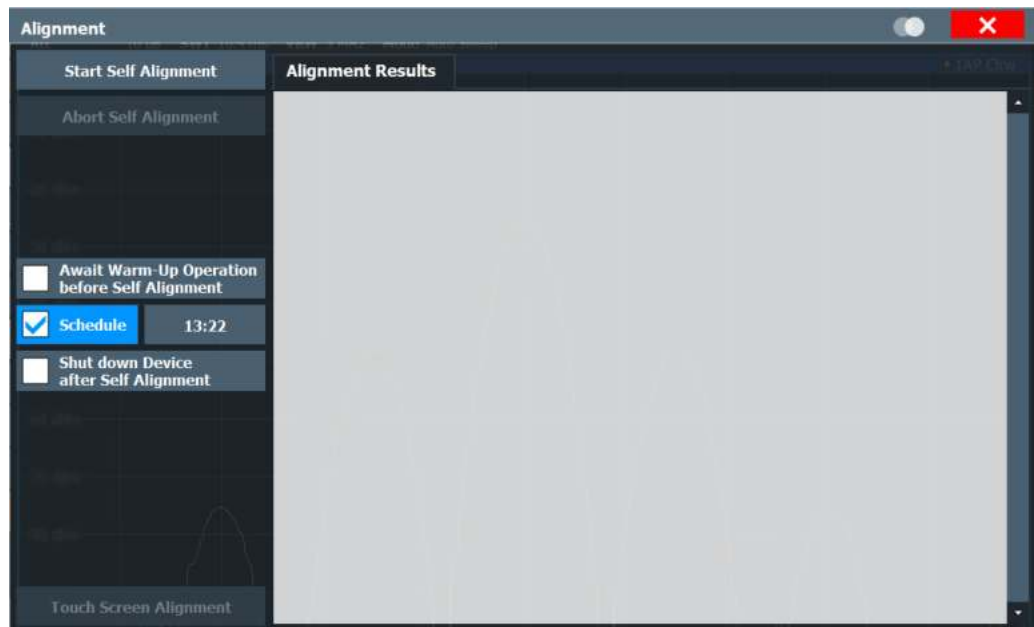 Alignment
Start Self Alignment
Alignment Results
Abort Self Alignment
Await Warm-Up Operation
before Self Alignment
Schedule
13:22
Shut down Device
after Self Alignment
Touch Screen Alignment